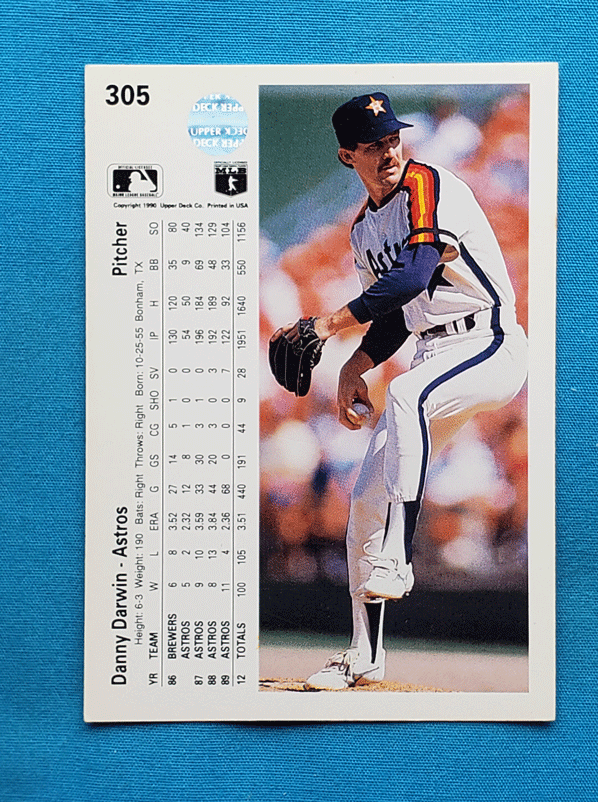 305
UPPER
DECK
UPPER DEC
DECK
PPER
MLB
Copyright 1990 Upper Deck Co. Printed in USA
Danny Darwin - Astros Pitcher
Height: 6-3 Weight: 190 Bats: Right Throws: Right Born: 10-25-55 Bonham, TX
YR TEAM W L ERA G GS CG SHO SV IP H BB SO
86 BREWERS 6 8 3.52 27 14 5 1 0 130 120 35 80
ASTROS 5 2 2.32 12 8 1 0 0 54 50 9 40
87 ASTROS 9 10 3.59 33 30 3 1 0 196 184 69 134
88 ASTROS 8 13 3.84 44 20 3 0 3 192 189 48 129
89 ASTROS 11 4 2.36 68 0 0 0 7 122 92 33 104
12 TOTALS 100 105 3.51 440 191 44 9 28 1951 1640 550 1156
Astros